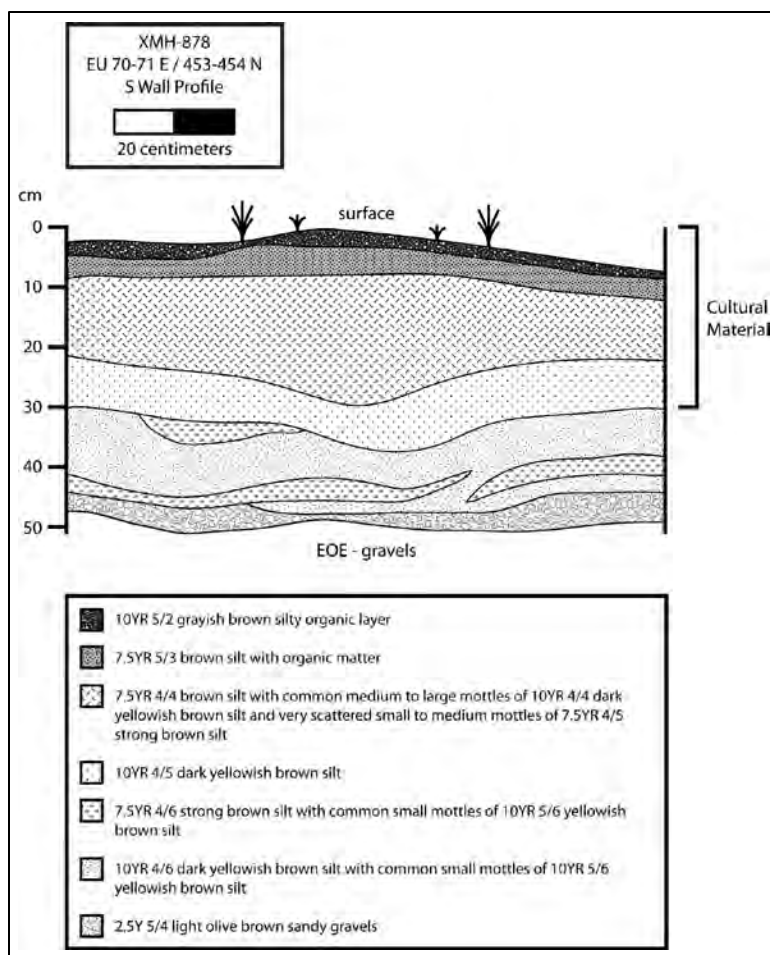 XMH-878
EU 70-71 E / 453-454 N
S Wall Profile
20 centimeters
cm
surface
0
10
20
30
40
50
Cultural
Material
EOE - gravels
10YR 5/2 grayish brown silty organic layer
7.5YR 5/3 brown silt with organic matter
7.5YR 4/4 brown silt with common medium to large mottles of 10YR 4/4 dark
yellowish brown silt and very scattered small to medium mottles of 7.5YR 4/5
strong brown silt
10YR 4/5 dark yellowish brown silt
7.5YR 4/6 strong brown silt with common small mottles of 10YR 5/6 yellowish
brown silt
10YR 4/6 dark yellowish brown silt with common small mottles of 10YR 5/6
yellowish brown silt
2.5Y 5/4 light olive brown sandy gravels